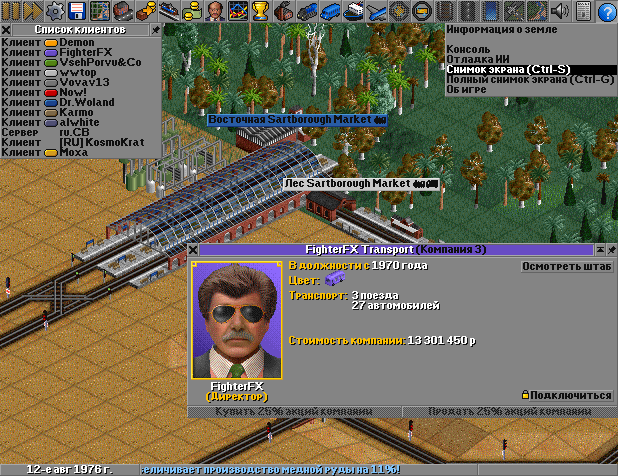 Список клиентов
Клиент Demon
Клиент FighterFX
Клиент VsehPorvu&Co
Клиент wwtop
Клиент Vovav13
Клиент Now!
Клиент Dr.Woland
Клиент Karmo
Клиент alwhite
Сервер ru.CB
Клиент [RU] KosmoKrat
Клиент Moxa
Информация о земле
Консоль
Отладка ИИ
Снимок экрана (Ctrl-S)
Полный снимок экрана (Ctrl-G)
Об игре
Восточная Sartborough Market
Лес Sartborough Market
FighterFX Transport (Компания 3)
В должности с 1970 года
Осмотреть штаб
Цвет:
Транспорт: 3 поезда
27 автомобилей
Стоимость компании: 13 301 450 р
FighterFX
(Директор)
Подключиться
Купить 25% акций компании
Продать 25% акций компании
12-е авг 1976 г.
величивает производство медной руды на 11%!